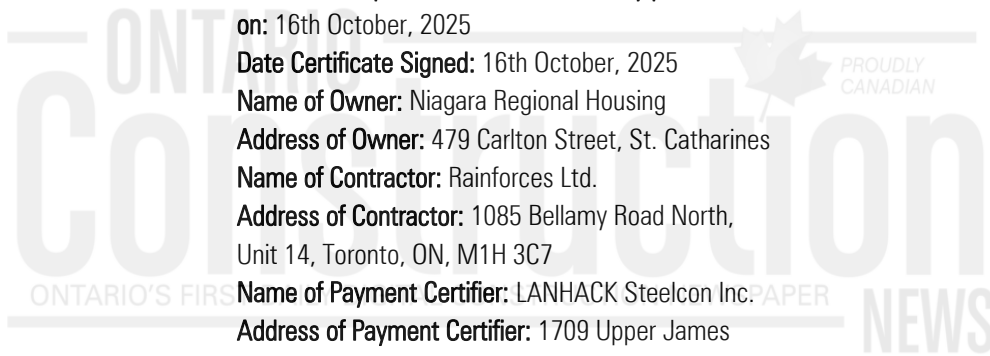 on: 16th October, 2025
Date Certificate Signed: 16th October, 2025
Name of Owner: Niagara Regional Housing
Address of Owner: 479 Carlton Street, St. Catharines
Name of Contractor: Rainforces Ltd.
Address of Contractor: 1085 Bellamy Road North,
Unit 14, Toronto, ON, M1H 3C7
Name of Payment Certifier: LANHACK Steelcon Inc.
Address of Payment Certifier: 1709 Upper James
ONTARIO
Construction
PROUDLY
CANADIAN
ONTARIO'S
NEWS